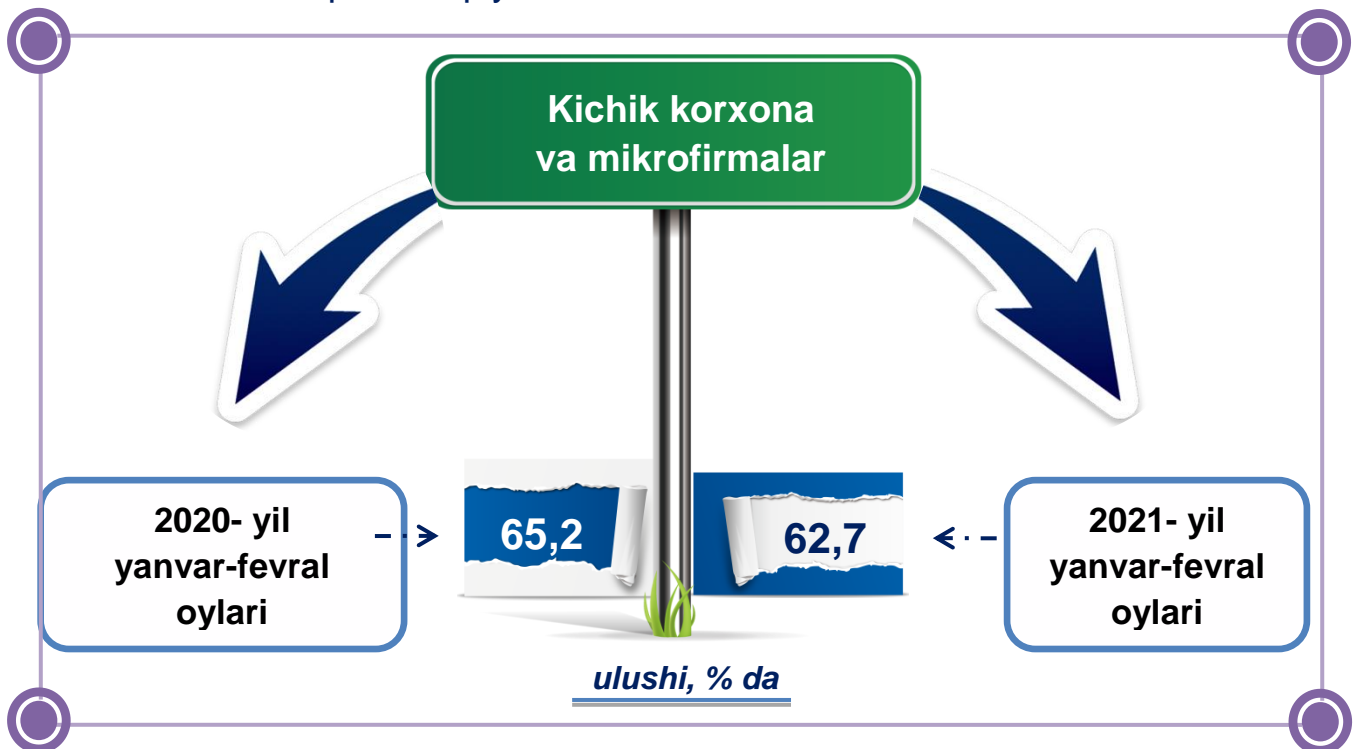 Kichik korxona
va mikrofirmalar
2020- yil
yanvar-fevral
oylari
65,2
62,7
2021- yil
yanvar-fevral
oylari
ulushi, % da